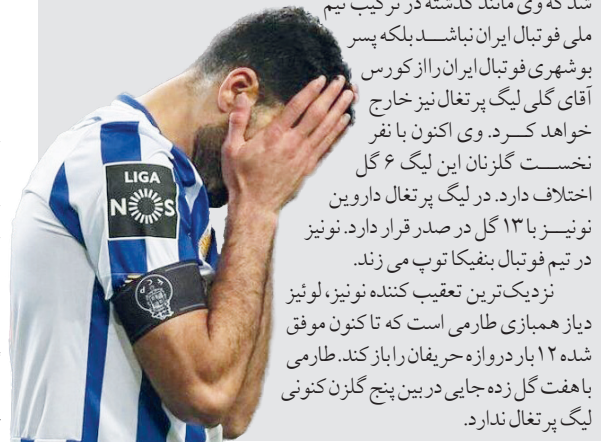 شد که وی مانند گذشته در ترکیب تیم
ملی فوتبال ایران نباشد بلکه پسر
بوشهری فوتبال ایران را از کورس
آقای گلی لیگ پرتغال نیز خارج
خواهد کرد. وی اکنون با نفر
نخست گلزنان این لیگ ۶ گل
اختلاف دارد. در لیگ پرتغال داروین
نونیز با ۱۳ گل در صدر قرار دارد. نونیز
در تیم فوتبال بنفیکا توپ می زند.
نزدیک‌ترین تعقیب کننده نونیز، لوئیز
دیاز همبازی طارمی است که تا کنون موفق
شده ۱۲ بار دروازه حریفان را باز کند. طارمی
با هفت گل زده جایی در بین پنج گلزن کنونی
لیگ پرتغال ندارد.
LIGA
NOS
FCP